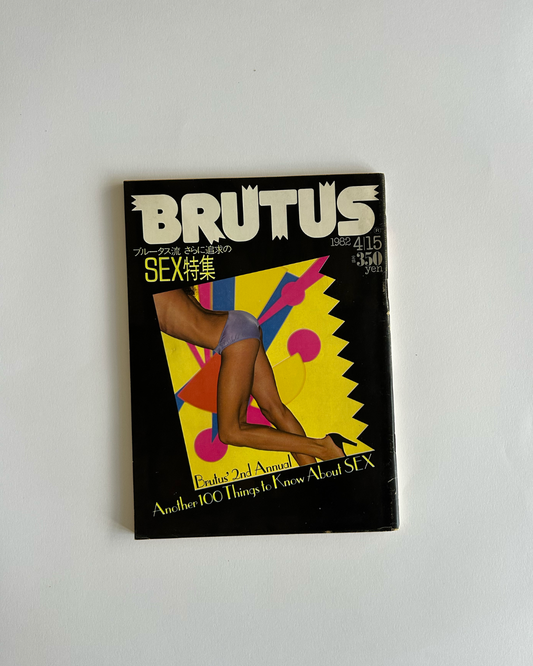 BRUTUS
1982 4|15
ブルータス流 さらに追求の
SEX特集
350
yen
Brutus' 2nd Annual
Another 100 Things to Know About SEX